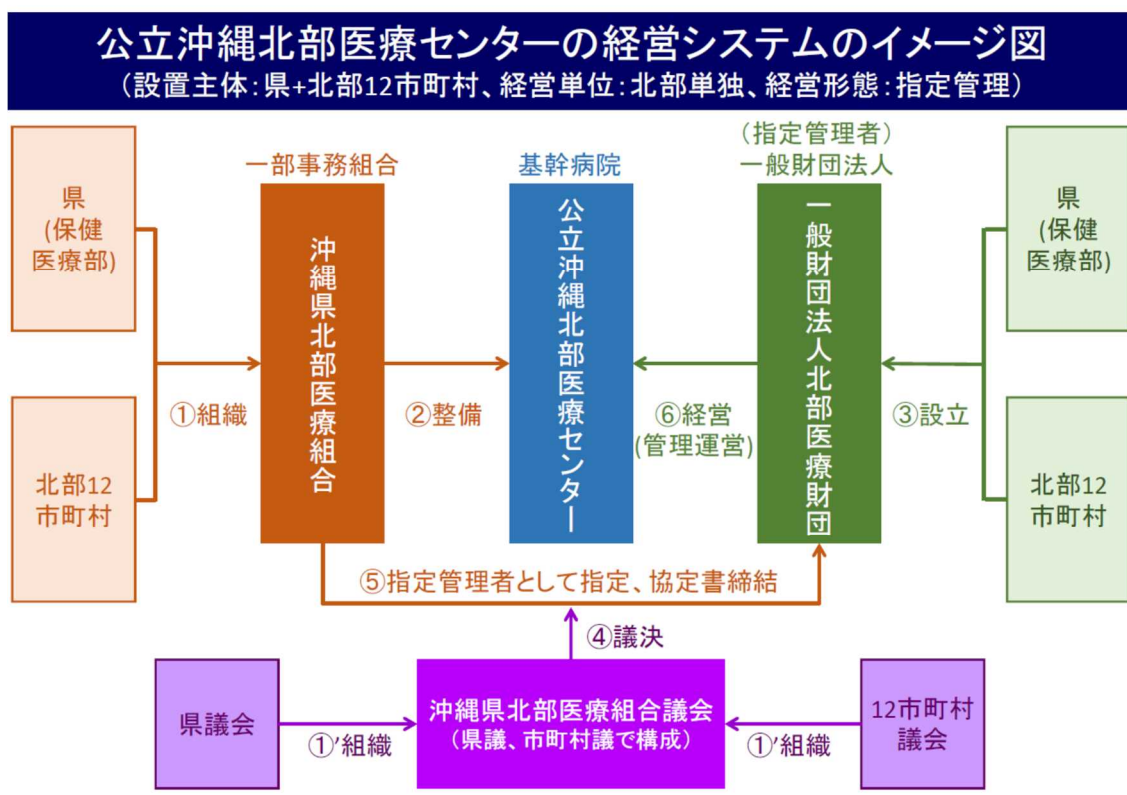 公立沖縄北部医療センターの経営システムのイメージ図
（設置主体：県+北部12市町村、経営単位：北部単独、経営形態：指定管理）
県
(保健
医療部)
北部12
市町村
①組織
一部事務組合
沖縄県北部医療組合
②整備
基幹病院
公立沖縄北部医療センター
⑥経営
(管理運営)
（指定管理者）
一般財団法人
一般財団法人北部医療財団
③設立
県
(保健
医療部)
北部12
市町村
⑤指定管理者として指定、協定書締結
④議決
県議会
①’組織
沖縄県北部医療組合議会
（県議、市町村議で構成）
①’組織
12市町村
議会